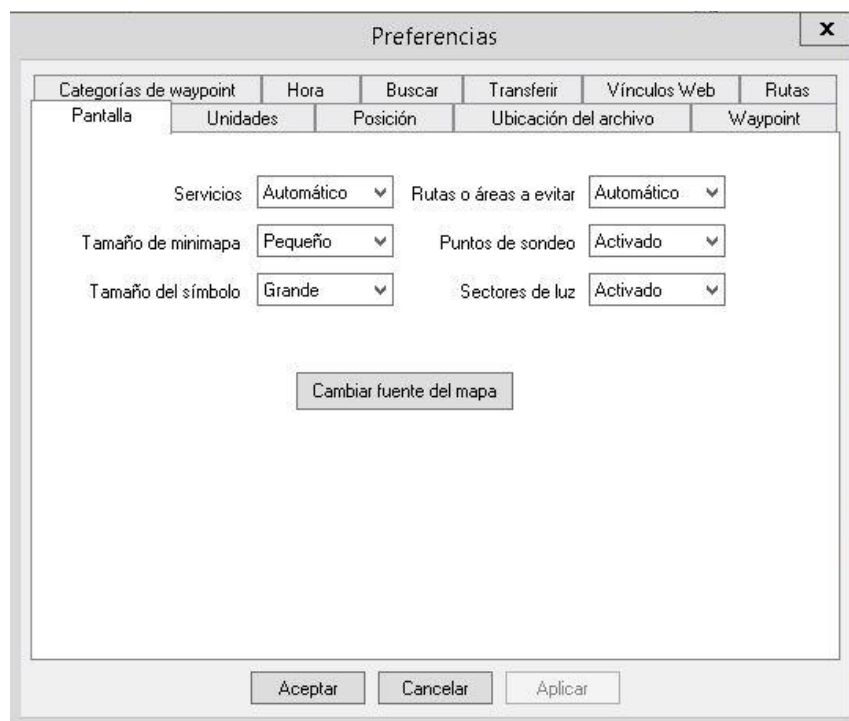 Preferencias
x
Categorías de waypoint Hora Buscar Transferir Vínculos Web Rutas
Pantalla Unidades Posición Ubicación del archivo Waypoint
Servicios Automático Rutas o áreas a evitar Automático
Tamaño de minimapa Pequeño Puntos de sondeo Activado
Tamaño del símbolo Grande Sectores de luz Activado
Cambiar fuente del mapa
Aceptar Cancelar Aplicar